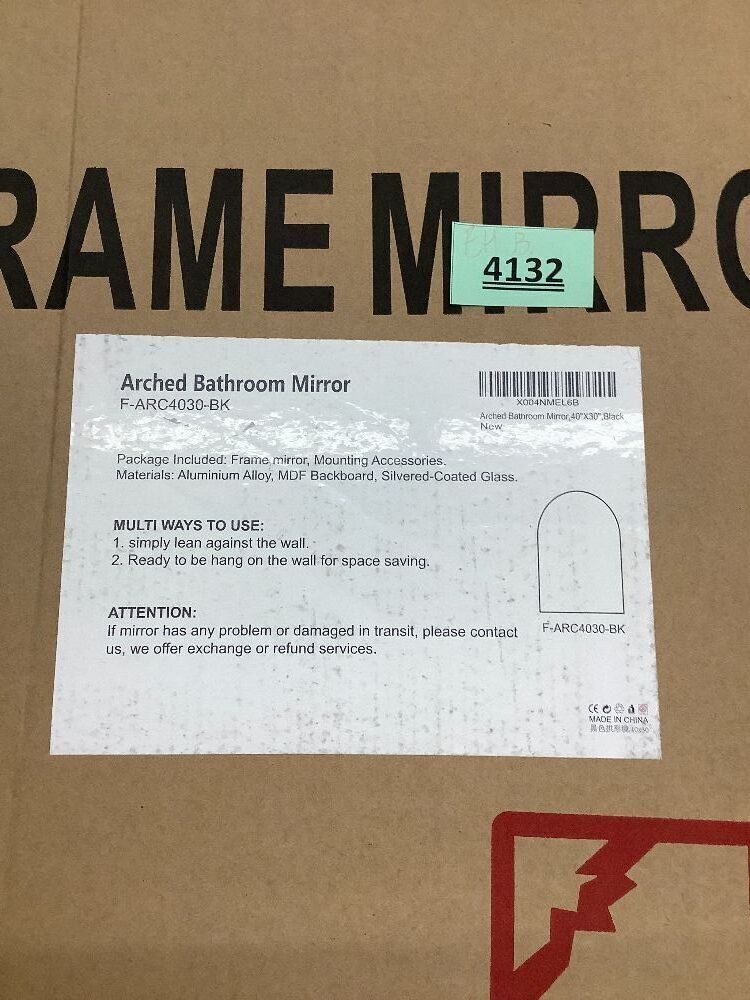 RAME MIRRO
4132
Arched Bathroom Mirror
F-ARC4030-BK
X004NMEL6B
Arched Bathroom Mirror,40"X30",Black
New
Package Included: Frame mirror, Mounting Accessories.
Materials: Aluminium Alloy, MDF Backboard, Silvered-Coated Glass.
MULTI WAYS TO USE:
1. simply lean against the wall.
2. Ready to be hang on the wall for space saving.
F-ARC4030-BK
ATTENTION:
If mirror has any problem or damaged in transit, please contact
us, we offer exchange or refund services.
CE
MADE IN CHINA